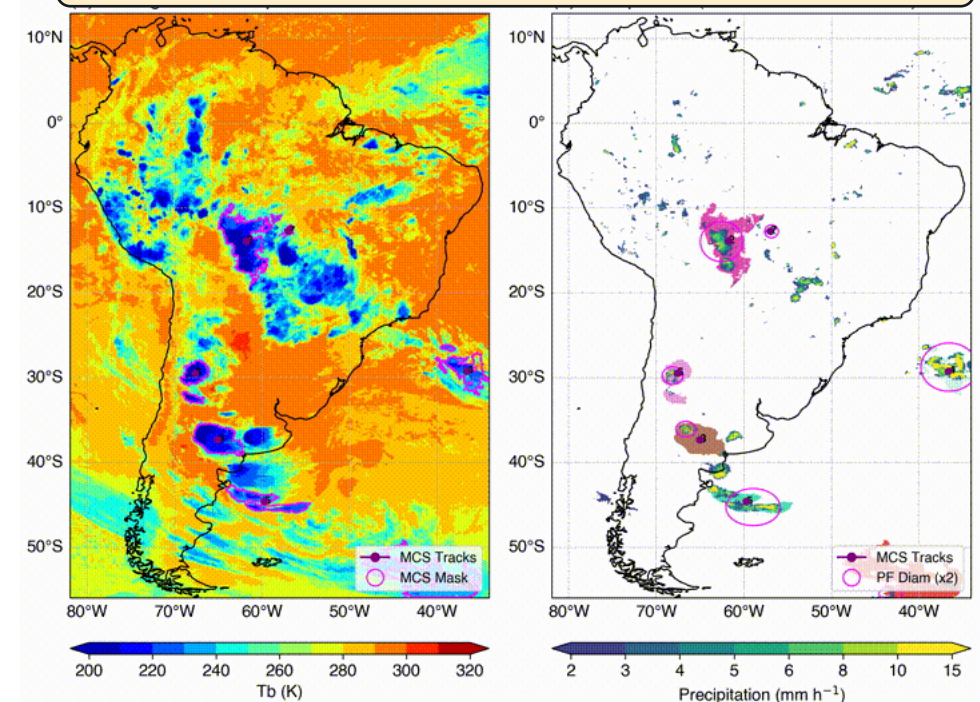 10°N
0°
10°S
20°S
30°S
40°S
50°S
80°W 70°W 60°W 50°W 40°W
MCS Tracks
MCS Mask
200 220 240 260 280 300 320
Tb (K)
10°N
0°
10°S
20°S
30°S
40°S
50°S
80°W 70°W 60°W 50°W 40°W
MCS Tracks
PF Diam (x2)
2 3 4 5 6 8 10 15
Precipitation (mm h⁻¹)